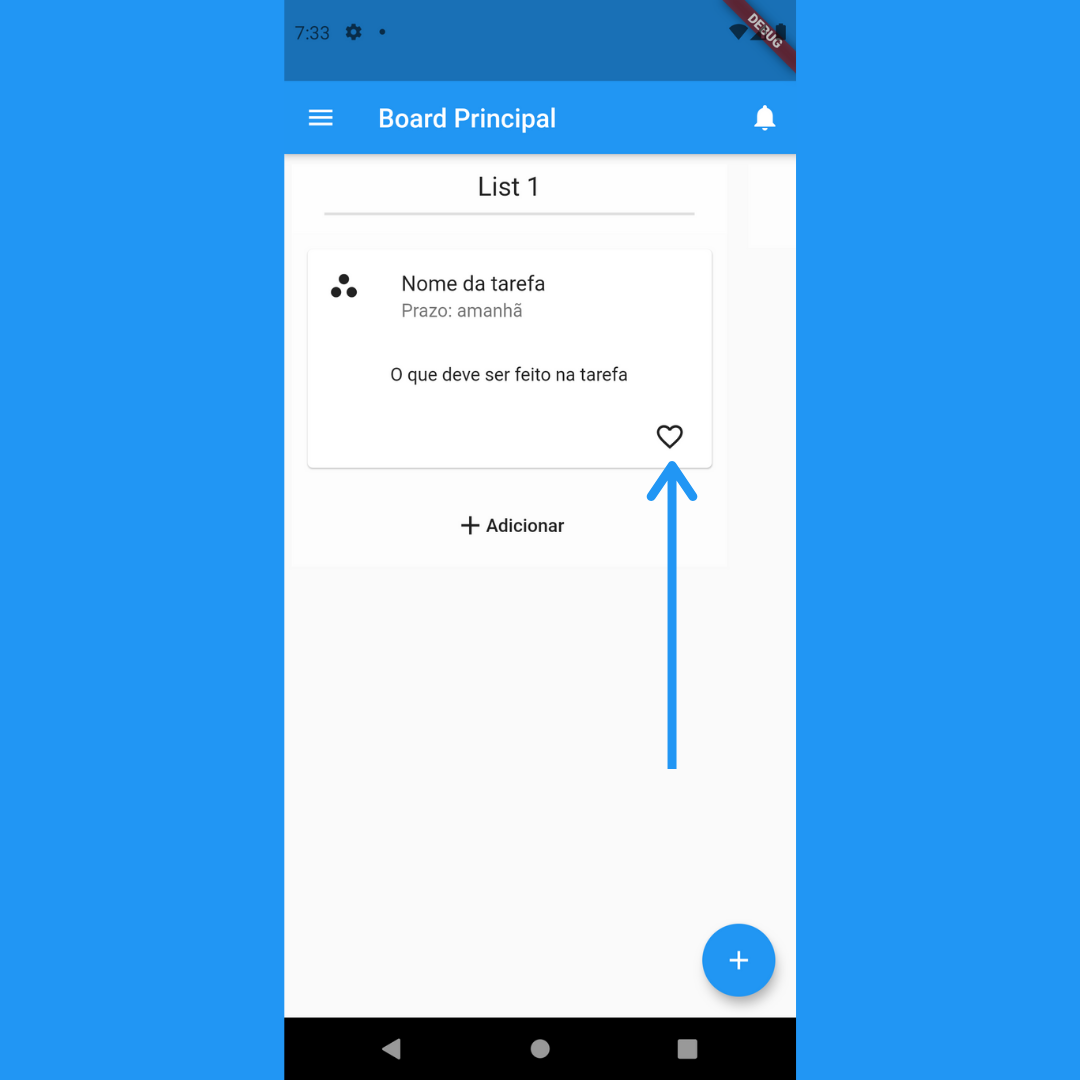 7:33
DEBUG
Board Principal
List 1
Nome da tarefa
Prazo: amanhã
O que deve ser feito na tarefa
Adicionar